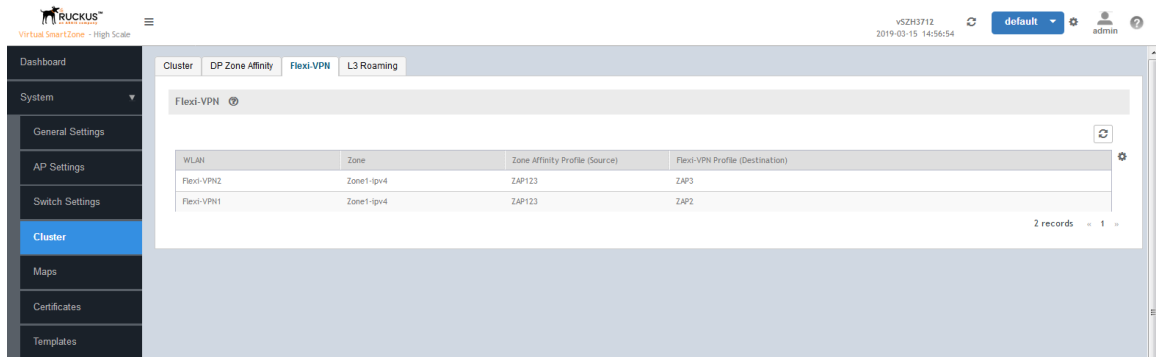 RUCKUS™
Virtual SmartZone - High Scale
vSZH3712
2019-03-15 14:56:54
default
admin
Dashboard
System
General Settings
AP Settings
Switch Settings
Cluster
Maps
Certificates
Templates
Cluster DP Zone Affinity Flexi-VPN L3 Roaming
Flexi-VPN
WLAN Zone Zone Affinity Profile (Source) Flexi-VPN Profile (Destination)
Flexi-VPN2 Zone1-ipv4 ZAP123 ZAP3
Flexi-VPN1 Zone1-ipv4 ZAP123 ZAP2
2 records « 1 »